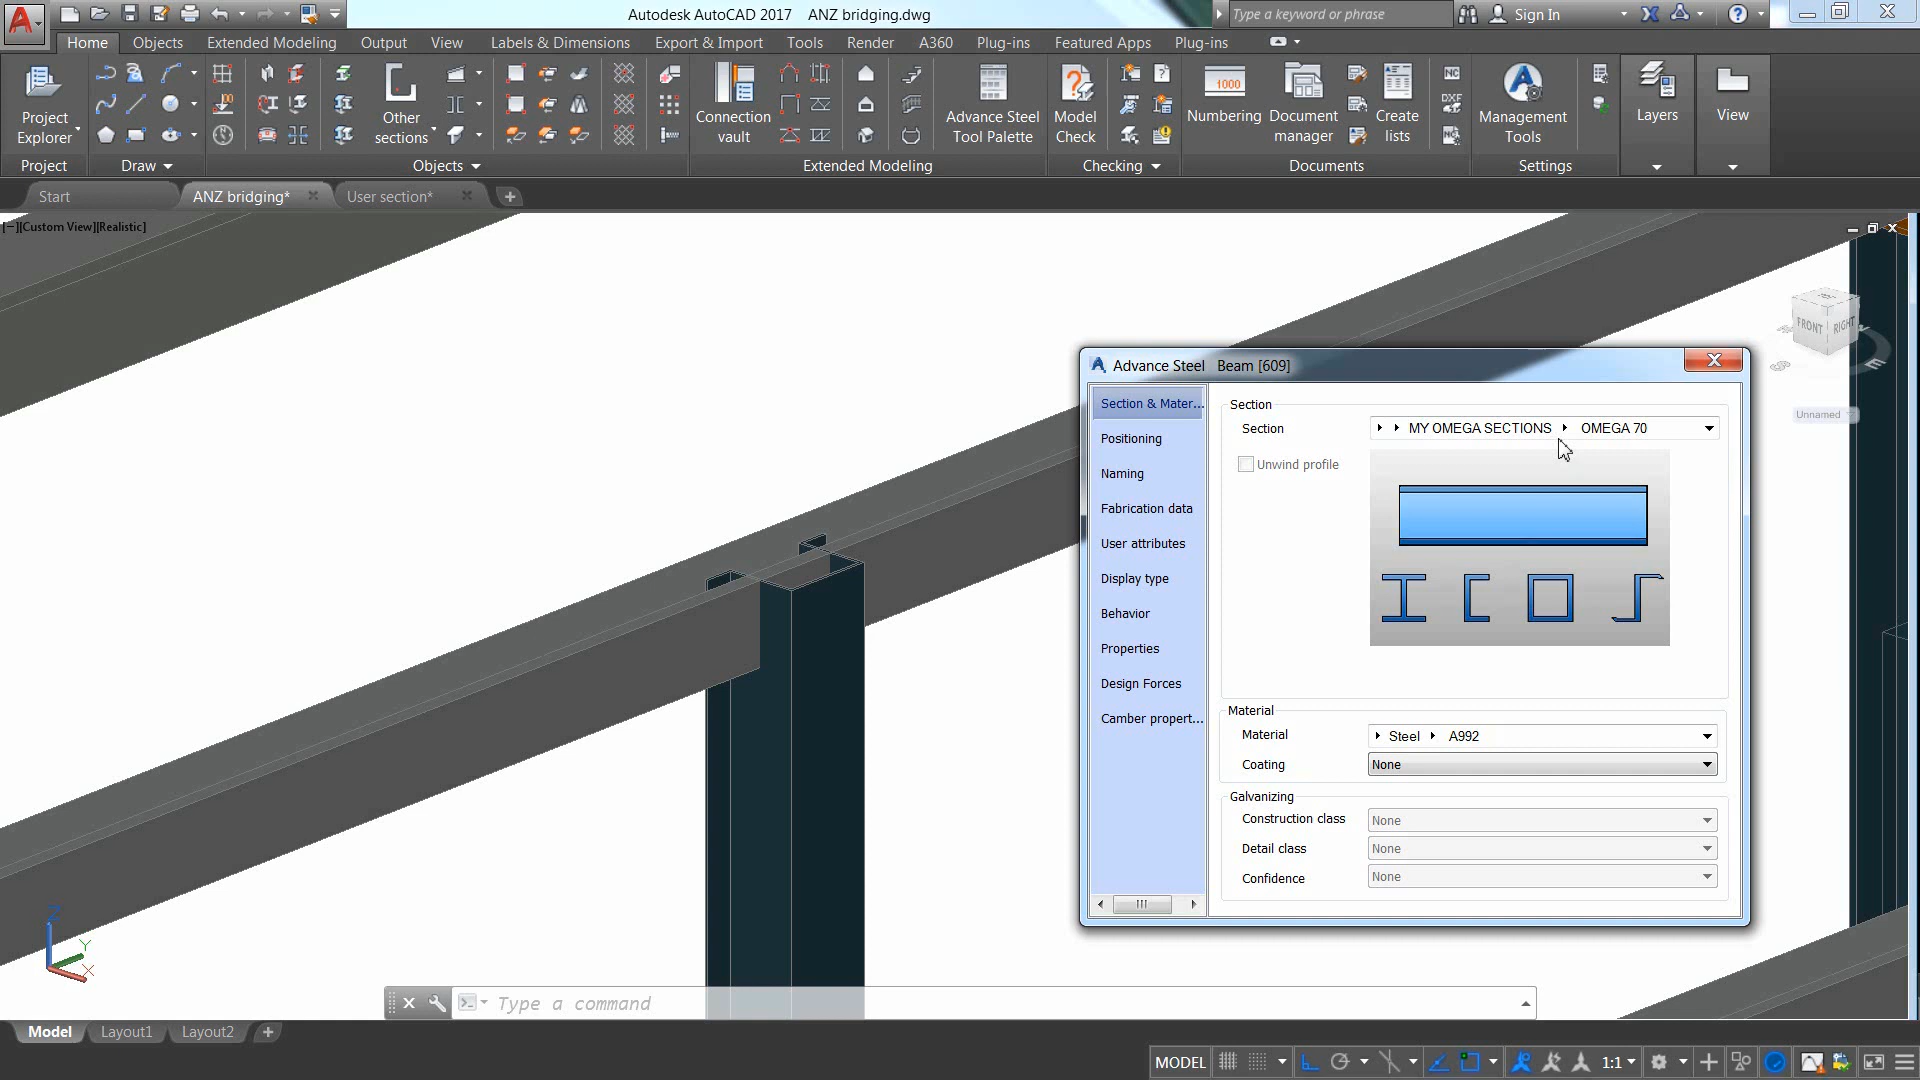 Autodesk AutoCAD 2017 ANZ bridging.dwg
Type a keyword or phrase
Sign In
Home Objects Extended Modeling Output View Labels & Dimensions Export & Import Tools Render A360 Plug-ins Featured Apps Plug-ins
Project
Explorer
Other
sections
Connection
vault
Advance Steel
Tool Palette
Model
Check
1000
Numbering
Document
manager
Create
lists
NC
DXF
NC
Management
Tools
Layers
View
Project Draw Objects Extended Modeling Checking Documents Settings
Start ANZ bridging* User section*
[−][Custom View][Realistic]
FRONT RIGHT
Unnamed
Advance Steel Beam [609]
Section & Mater...
Positioning
Naming
Fabrication data
User attributes
Display type
Behavior
Properties
Design Forces
Camber propert...
Section
Section MY OMEGA SECTIONS OMEGA 70
Unwind profile
Material
Material Steel A992
Coating None
Galvanizing
Construction class None
Detail class None
Confidence None
Z
Y
X
Type a command
Model Layout1 Layout2
MODEL 1:1